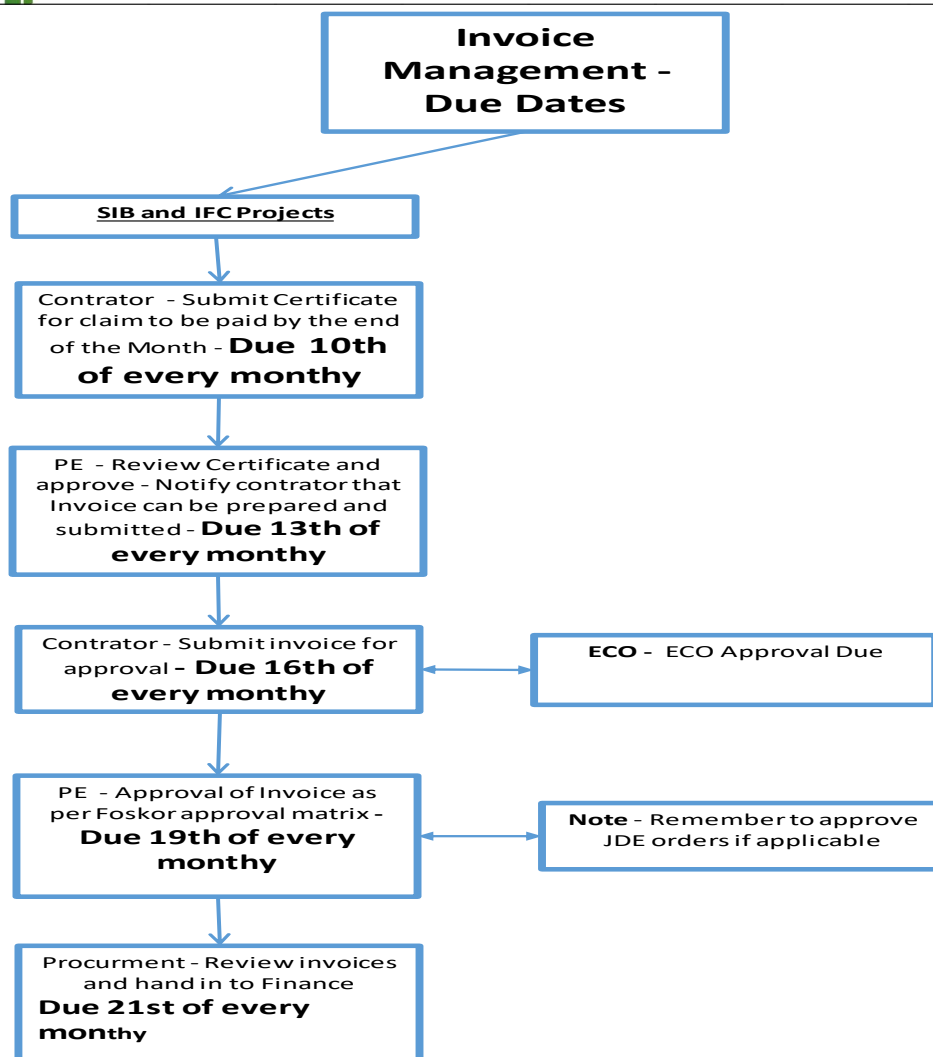 Invoice
Management -
Due Dates
SIB and IFC Projects
Contrator - Submit Certificate
for claim to be paid by the end
of the Month - Due 10th
of every monthy
PE - Review Certificate and
approve - Notify contrator that
Invoice can be prepared and
submitted - Due 13th of
every monthy
Contrator - Submit invoice for
approval - Due 16th of
every monthy
ECO - ECO Approval Due
PE - Approval of Invoice as
per Foskor approval matrix -
Due 19th of every
monthy
Note - Remember to approve
JDE orders if applicable
Procurment - Review invoices
and hand in to Finance
Due 21st of every
monthy